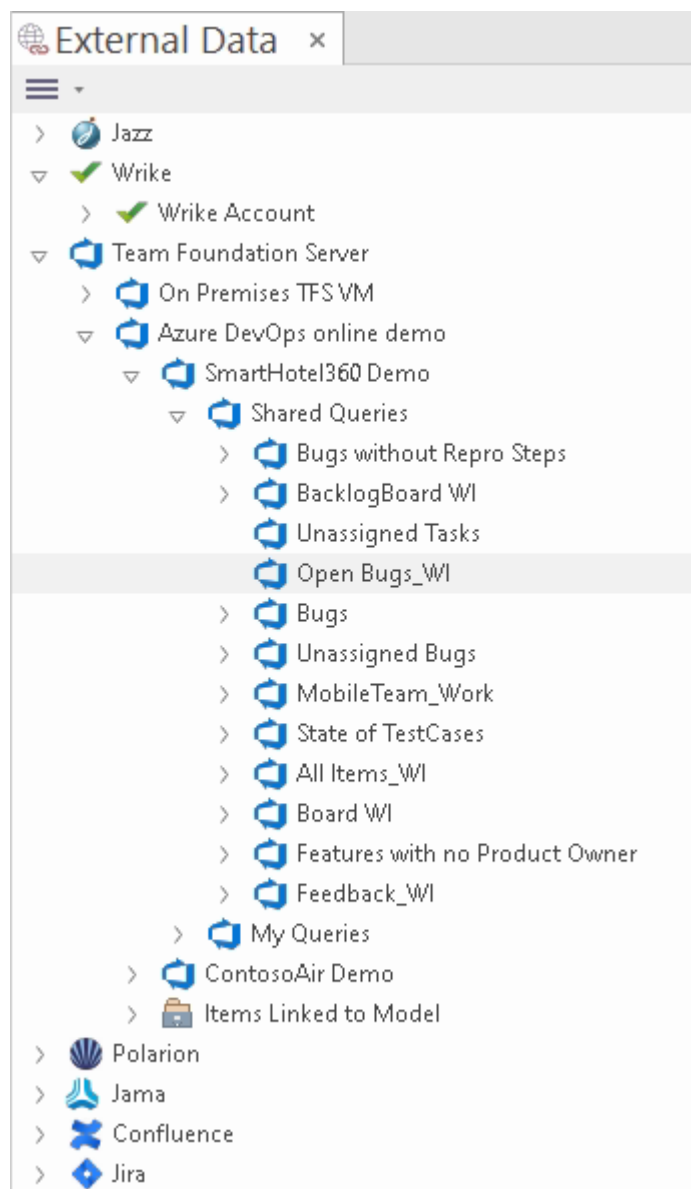 External Data ×
Jazz
Wrike
Wrike Account
Team Foundation Server
On Premises TFS VM
Azure DevOps online demo
SmartHotel360 Demo
Shared Queries
Bugs without Repro Steps
BacklogBoard WI
Unassigned Tasks
Open Bugs_WI
Bugs
Unassigned Bugs
MobileTeam_Work
State of TestCases
All Items_WI
Board WI
Features with no Product Owner
Feedback_WI
My Queries
ContosoAir Demo
Items Linked to Model
Polarion
Jama
Confluence
Jira